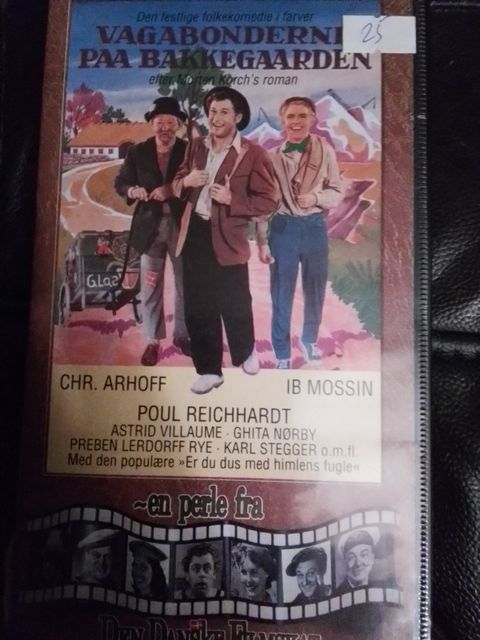 Den festlige folkekomedie i farver
25
VAGABONDERNE
PAA BAKKEGAARDEN
efter Morten Korch's roman
CHR. ARHOFF
IB MOSSIN
POUL REICHHARDT
ASTRID VILLAUME · GHITA NØRBY
PREBEN LERDORFF RYE · KARL STEGGER o.m.fl.
Med den populære »Er du dus med himlens fugle«
~en perle fra
DEN DANSKE